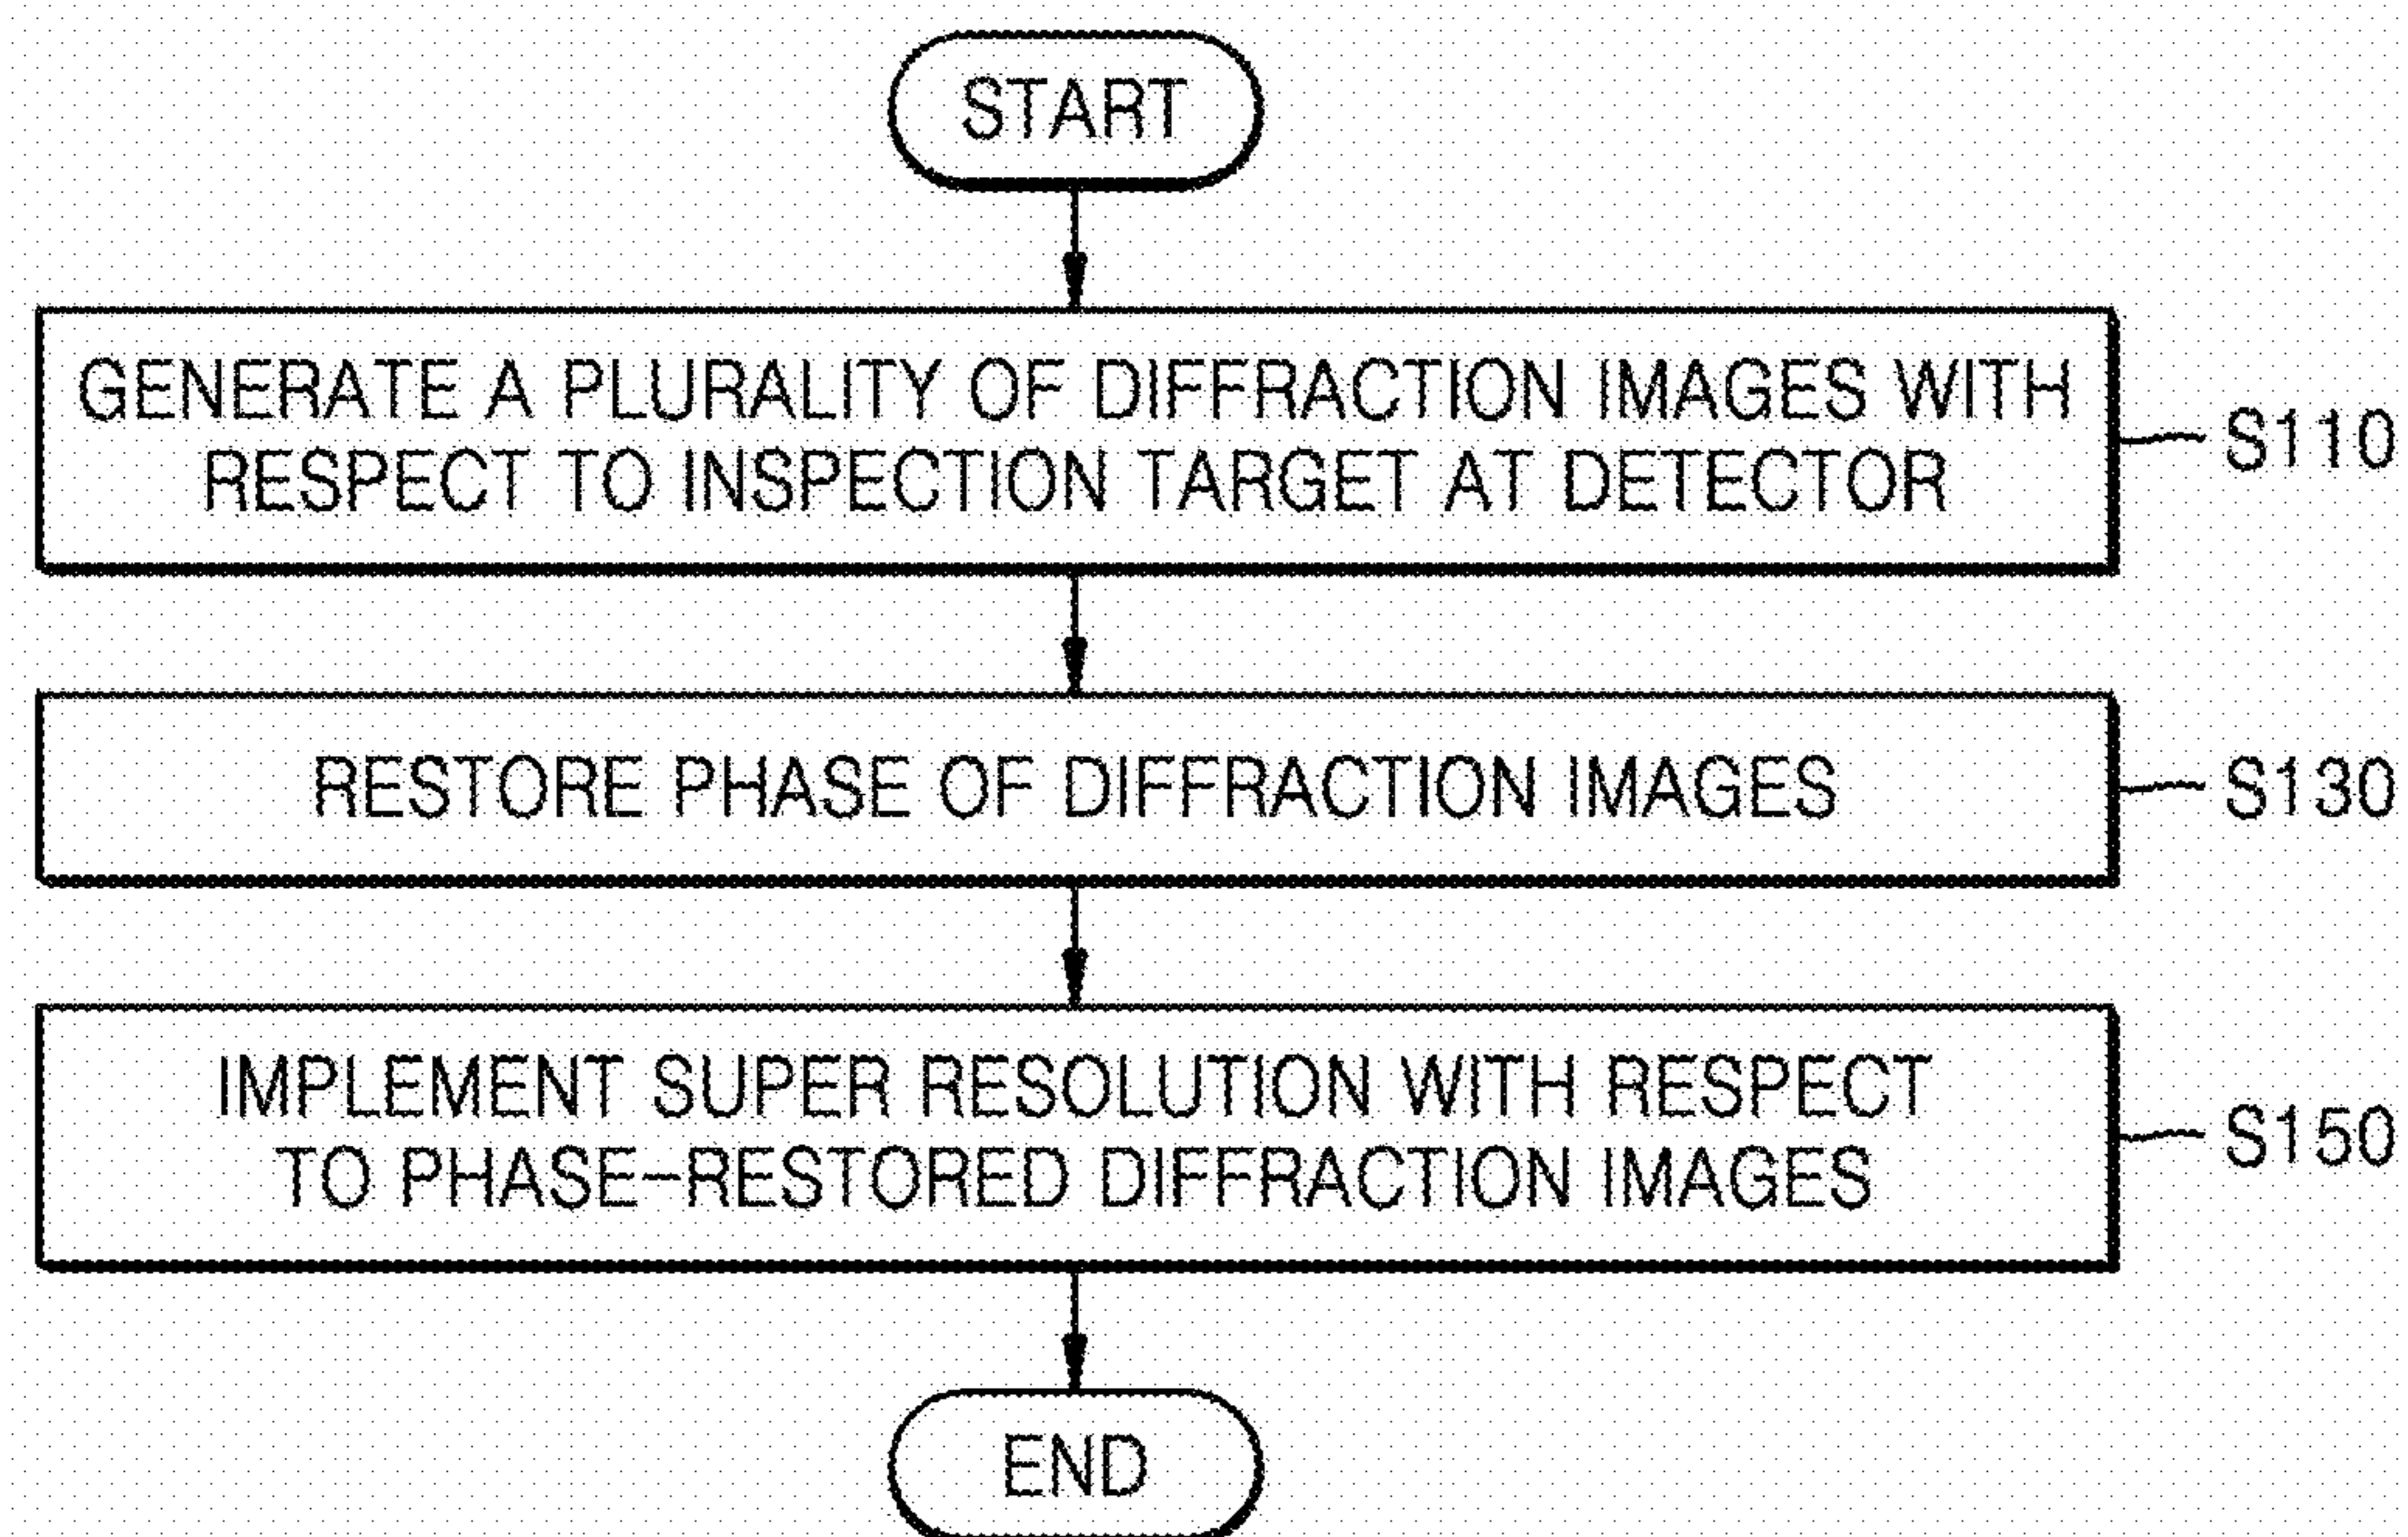 START
GENERATE A PLURALITY OF DIFFRACTION IMAGES WITH
RESPECT TO INSPECTION TARGET AT DETECTOR
S110
RESTORE PHASE OF DIFFRACTION IMAGES
S130
IMPLEMENT SUPER RESOLUTION WITH RESPECT
TO PHASE-RESTORED DIFFRACTION IMAGES
S150
END